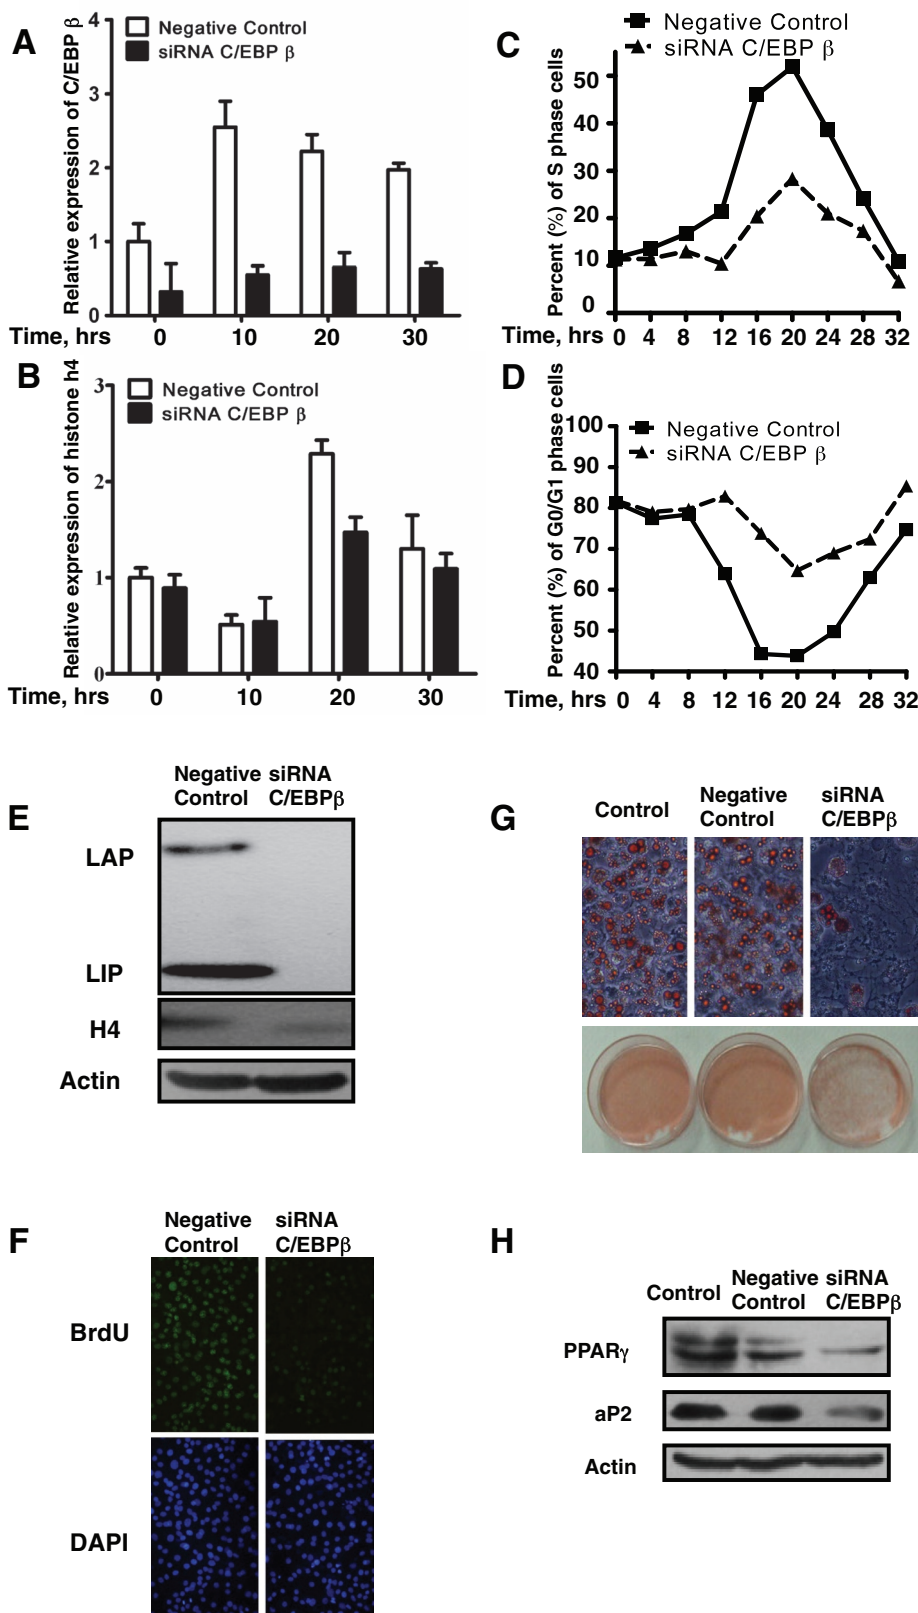 A
Relative expression of C/EBP β
4
3
2
1
0
Negative Control
siRNA C/EBP β
Time, hrs 0 10 20 30
B
Relative expression of histone h4
3
2
1
0
Negative Control
siRNA C/EBP β
Time, hrs 0 10 20 30
C
Percent (%) of S phase cells
Negative Control
siRNA C/EBP β
50
40
30
20
10
0
Time, hrs 0 4 8 12 16 20 24 28 32
D
Percent (%) of G0/G1 phase cells
100
90
80
70
60
50
40
Negative Control
siRNA C/EBP β
Time, hrs 0 4 8 12 16 20 24 28 32
E
Negative Control
siRNA C/EBPβ
LAP
LIP
H4
Actin
F
Negative Control
siRNA C/EBPβ
BrdU
DAPI
G
Control
Negative Control
siRNA C/EBPβ
H
Control
Negative Control
siRNA C/EBPβ
PPARγ
aP2
Actin